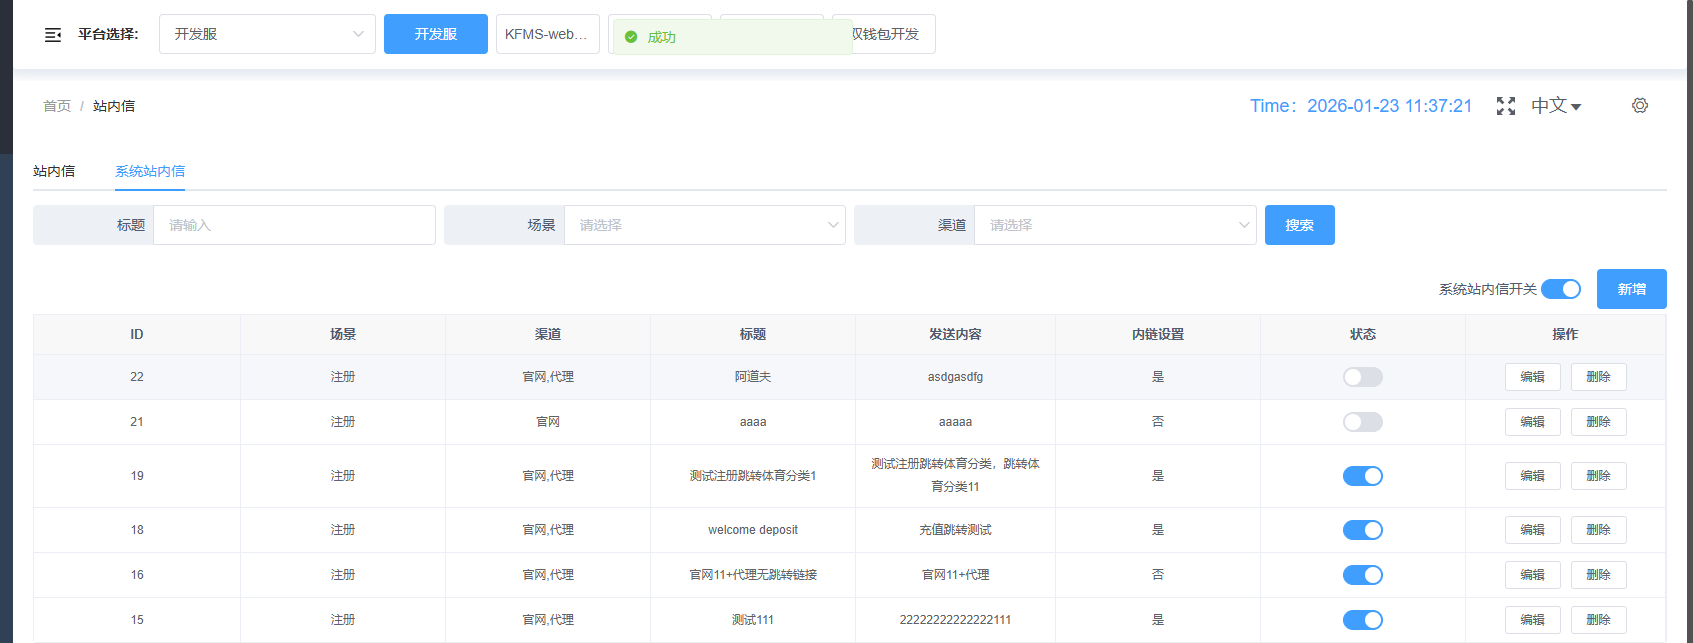 平台选择: 开发服 开发服 KFMS-web... 成功 双钱包开发
首页 / 站内信 Time：2026-01-23 11:37:21 中文
站内信 系统站内信
标题 请输入 场景 请选择 渠道 请选择 搜索
系统站内信开关 新增
ID 场景 渠道 标题 发送内容 内链设置 状态 操作
22 注册 官网,代理 阿道夫 asdgasdfg 是 编辑 删除
21 注册 官网 aaaa aaaaa 否 编辑 删除
19 注册 官网,代理 测试注册跳转体育分类1 测试注册跳转体育分类，跳转体 是 编辑 删除
育分类11
18 注册 官网,代理 welcome deposit 充值跳转测试 是 编辑 删除
16 注册 官网,代理 官网11+代理无跳转链接 官网11+代理 否 编辑 删除
15 注册 官网,代理 测试111 22222222222222111 是 编辑 删除